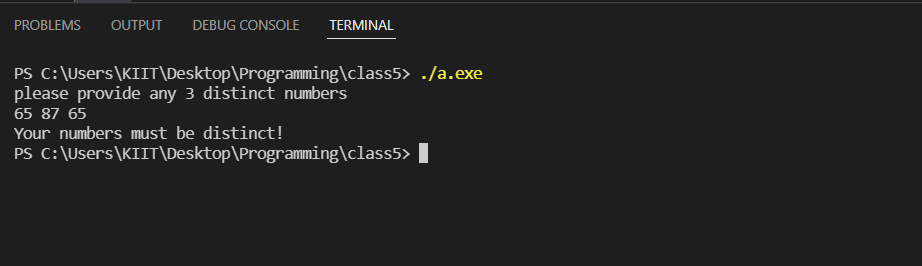 PROBLEMS OUTPUT DEBUG CONSOLE TERMINAL
PS C:\Users\KIIT\Desktop\Programming\class5> ./a.exe
please provide any 3 distinct numbers
65 87 65
Your numbers must be distinct!
PS C:\Users\KIIT\Desktop\Programming\class5>